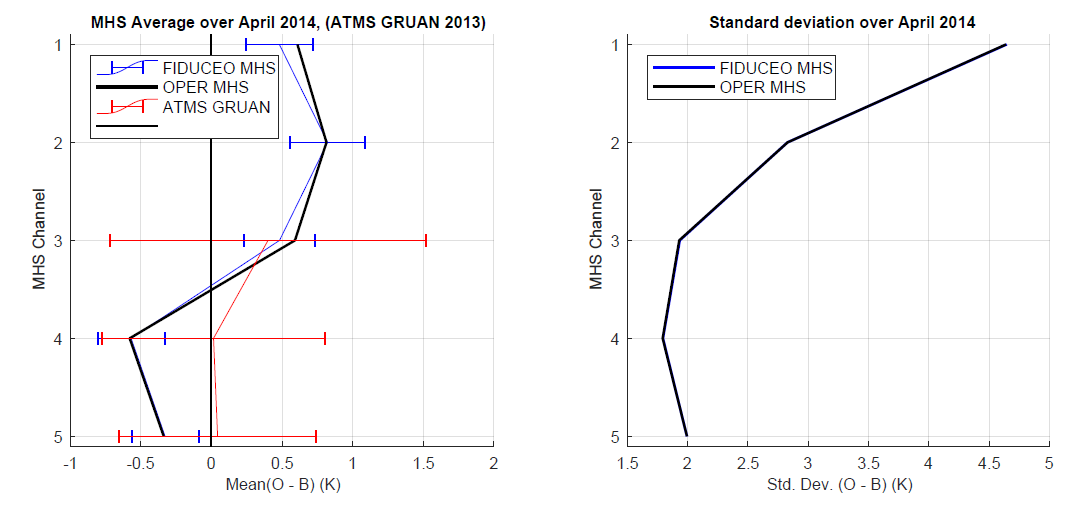 MHS Average over April 2014, (ATMS GRUAN 2013)
FIDUCEO MHS
OPER MHS
ATMS GRUAN
MHS Channel
1
2
3
4
5
-1 -0.5 0 0.5 1 1.5 2
Mean(O - B) (K)
Standard deviation over April 2014
FIDUCEO MHS
OPER MHS
MHS Channel
1
2
3
4
5
1.5 2 2.5 3 3.5 4 4.5 5
Std. Dev. (O - B) (K)